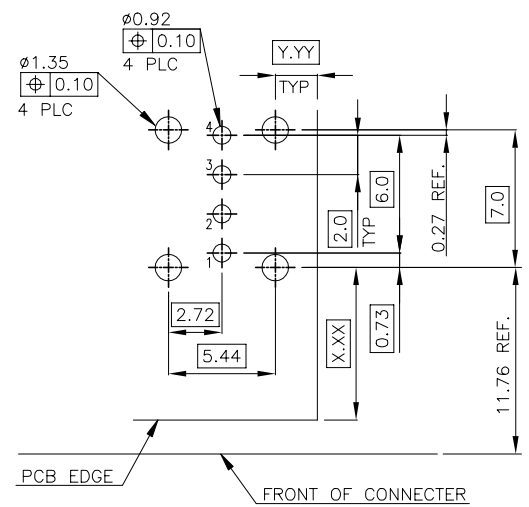 ø0.92
⌖ 0.10
4 PLC
ø1.35
⌖ 0.10
4 PLC
Y.YY
TYP
4
3
2
1
2.0
TYP
6.0
0.27 REF.
7.0
2.72
5.44
X.XX
0.73
11.76 REF.
PCB EDGE
FRONT OF CONNECTER